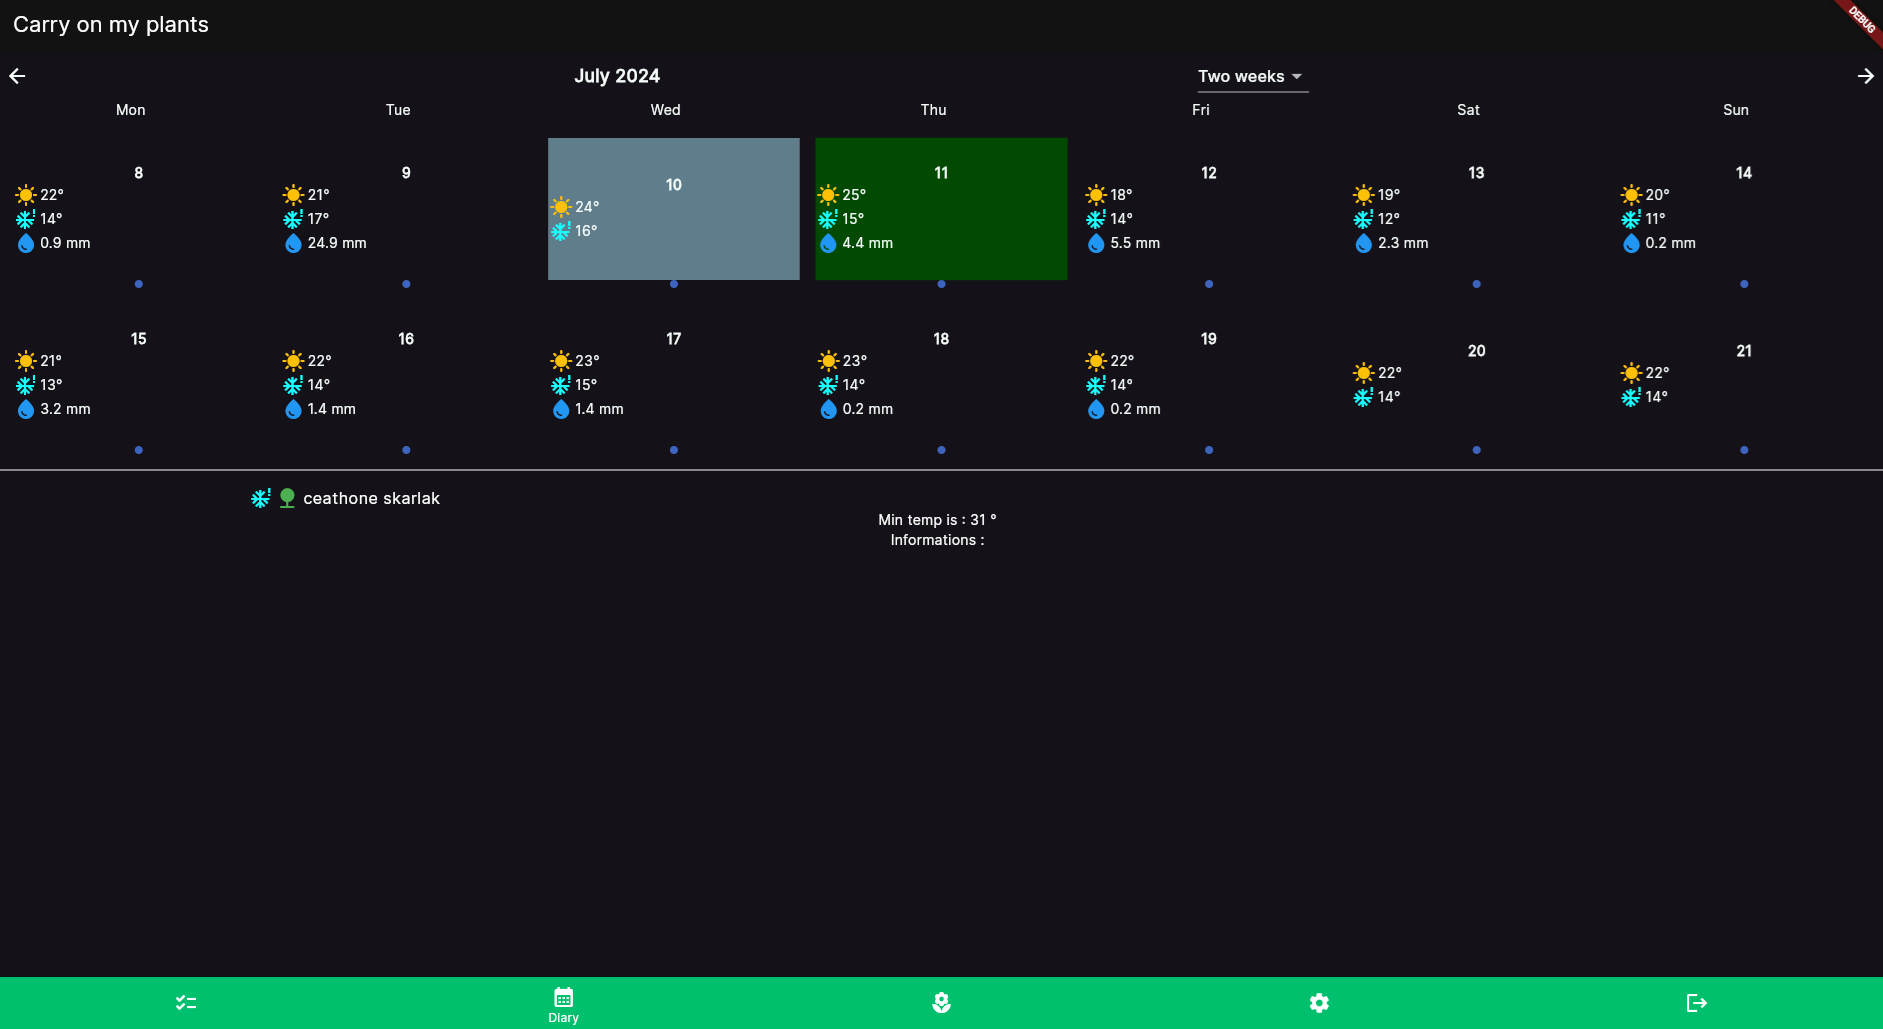 Carry on my plants
DEBUG
July 2024
Two weeks
Mon Tue Wed Thu Fri Sat Sun
8 9 10 11 12 13 14
22° 21° 24° 25° 18° 19° 20°
14° 17° 16° 15° 14° 12° 11°
0.9 mm 24.9 mm 4.4 mm 5.5 mm 2.3 mm 0.2 mm
15 16 17 18 19 20 21
21° 22° 23° 23° 22° 22° 22°
13° 14° 15° 14° 14° 14° 14°
3.2 mm 1.4 mm 1.4 mm 0.2 mm 0.2 mm
ceathone skarlak
Min temp is : 31 °
Informations :
Diary